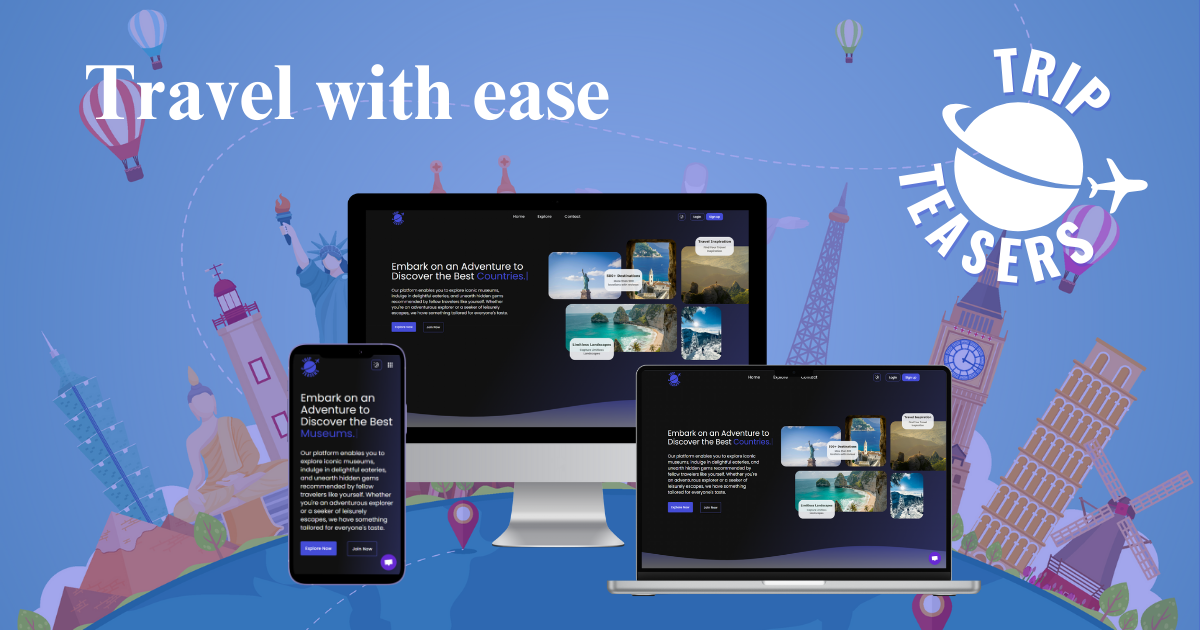 Travel with ease
TRIP
TEASERS
Home Explore Contact
Login Sign up
Embark on an Adventure to
Discover the Best Countries.
Our platform enables you to explore iconic museums,
indulge in delightful eateries, and unearth hidden gems
recommended by fellow travelers like yourself. Whether
you're an adventurous explorer or a seeker of leisurely
escapes, we have something tailored for everyone's taste.
Explore Now Join Now
Travel Inspiration
500+ Destinations
Limitless Landscapes
Embark on an
Adventure to
Discover the Best
Museums.
Our platform enables you to
explore iconic museums,
indulge in delightful eateries,
and unearth hidden gems
recommended by fellow
travelers like yourself. Whether
you're an adventurous explorer
or a seeker of leisurely
escapes, we have something
tailored for everyone's taste.
Explore Now Join Now
Home Explore Contact
Login Sign up
Embark on an Adventure to
Discover the Best Countries.
Our platform enables you to explore iconic
museums, indulge in delightful eateries, and
unearth hidden gems recommended by fellow
travelers like yourself. Whether you're
an adventurous explorer or a seeker of
leisurely escapes, we have something
tailored for everyone's taste.
Explore Now Join Now
Travel Inspiration
500+ Destinations
Limitless Landscapes